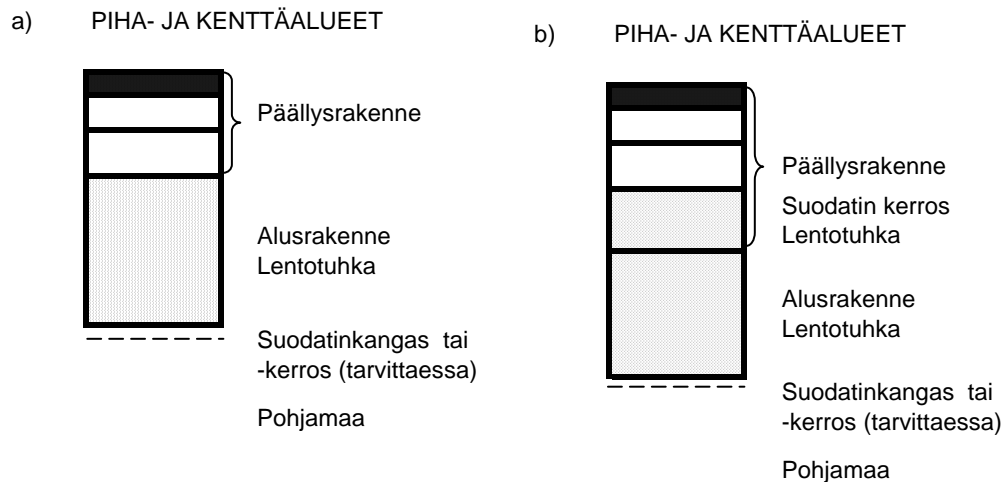 a) PIHA- JA KENTTÄALUEET
Päällysrakenne
Alusrakenne
Lentotuhka
Suodatinkangas tai
-kerros (tarvittaessa)
Pohjamaa
b) PIHA- JA KENTTÄALUEET
Päällysrakenne
Suodatin kerros
Lentotuhka
Alusrakenne
Lentotuhka
Suodatinkangas tai
-kerros (tarvittaessa)
Pohjamaa